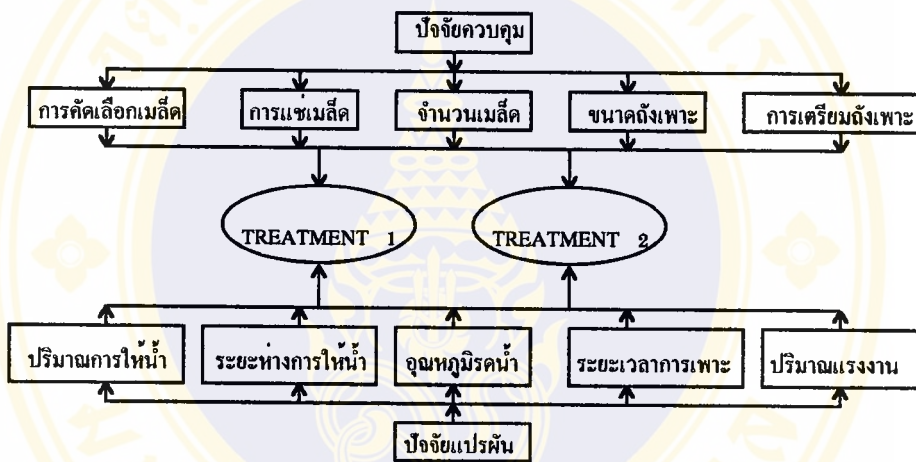 ปัจจัยควบคุม
การคัดเลือกเมล็ด การแช่เมล็ด จำนวนเมล็ด ขนาดถังเพาะ การเตรียมถังเพาะ
TREATMENT 1 TREATMENT 2
ปริมาณการให้น้ำ ระยะห่างการให้น้ำ อุณหภูมิรดน้ำ ระยะเวลาการเพาะ ปริมาณแรงงาน
ปัจจัยแปรผัน